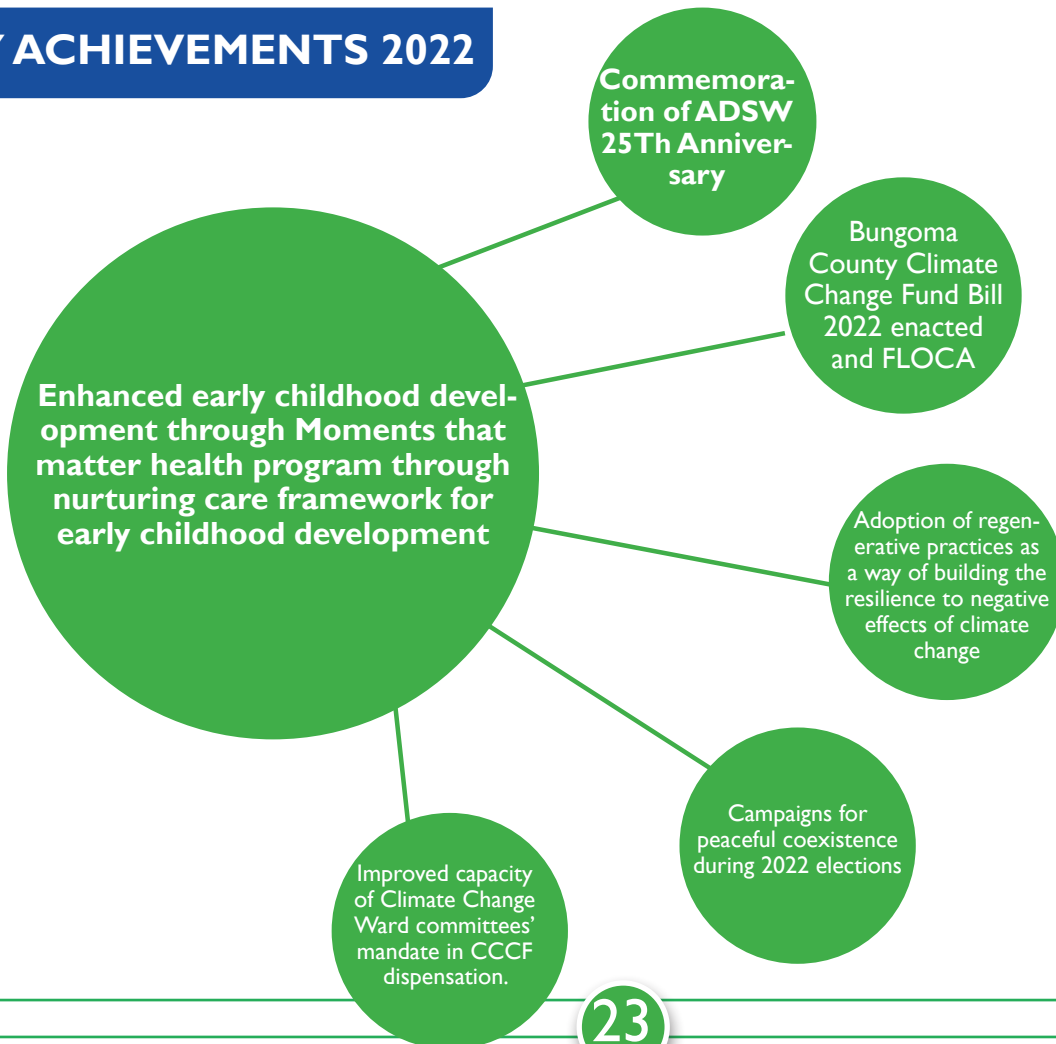 Y ACHIEVEMENTS 2022
Commemora-
tion of ADSW
25Th Anniver-
sary
Bungoma
County Climate
Change Fund Bill
2022 enacted
and FLOCA
Enhanced early childhood devel-
opment through Moments that
matter health program through
nurturing care framework for
early childhood development
Adoption of regen-
erative practices as
a way of building the
resilience to negative
effects of climate
change
Campaigns for
peaceful coexistence
during 2022 elections
Improved capacity
of Climate Change
Ward committees'
mandate in CCCF
dispensation.
23